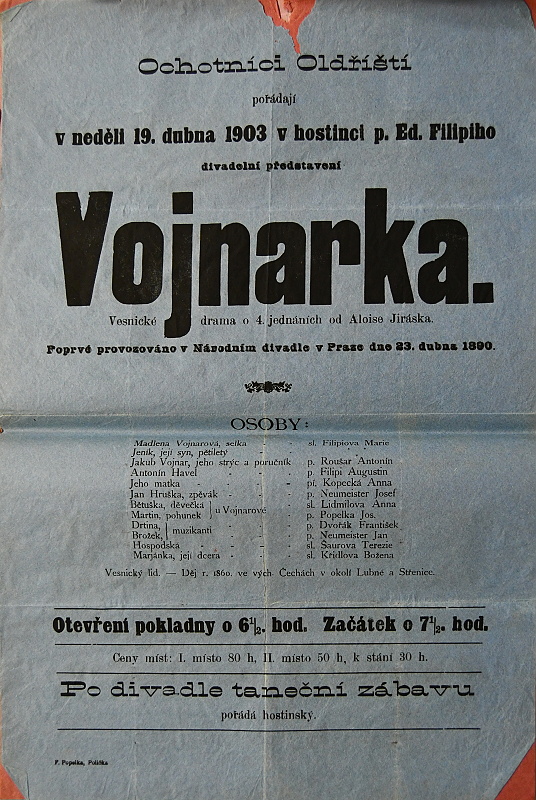 Ochotníci Oldříští
pořádají
v neděli 19. dubna 1903 v hostinci p. Ed. Filipiho
divadelní představení
Vojnarka.
Vesnické drama o 4. jednáních od Aloise Jiráska.
Poprvé provozováno v Národním divadle v Praze dne 23. dubna 1890.
OSOBY:
Madlena Vojnarová, selka - sl. Filipiova Marie
Jeník, její syn, pětiletý
Jakub Vojnar, jeho strýc a poručník p. Roušar Antonín
Antonín Havel - - - p. Filipi Augustin
Jeho matka - - - - pí. Kopecká Anna
Jan Hruška, zpěvák - - - p. Neumeister Josef
Bětuška, děvečka } u Vojnarové - sl. Lidmilova Anna
Martin, pohunek - p. Popelka Jos.
Drtina, } muzikanti - - p. Dvořák František
Brožek, - - p. Neumeister Jan
Hospodská - - - - sl. Šaurova Terezie
Marjánka, její dcera - - - sl. Křídlova Božena
Vesnický lid. — Děj r. 1860. ve vých. Čechách v okolí Lubné a Střenice.
Otevření pokladny o 6½. hod. Začátek o 7½. hod.
Ceny míst: I. místo 80 h, II. místo 50 h, k stání 30 h.
Po divadle taneční zábavu
pořádá hostinský.
F. Popelka, Polička